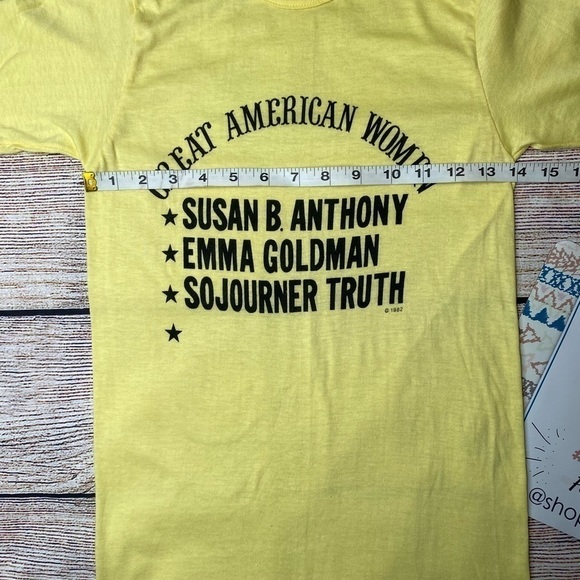 GREAT AMERICAN WOMEN
1 2 3 4 5 6 7 8 9 10 11 12 13 14 15
★ SUSAN B. ANTHONY
★ EMMA GOLDMAN
★ SOJOURNER TRUTH
© 1982
★
@shop